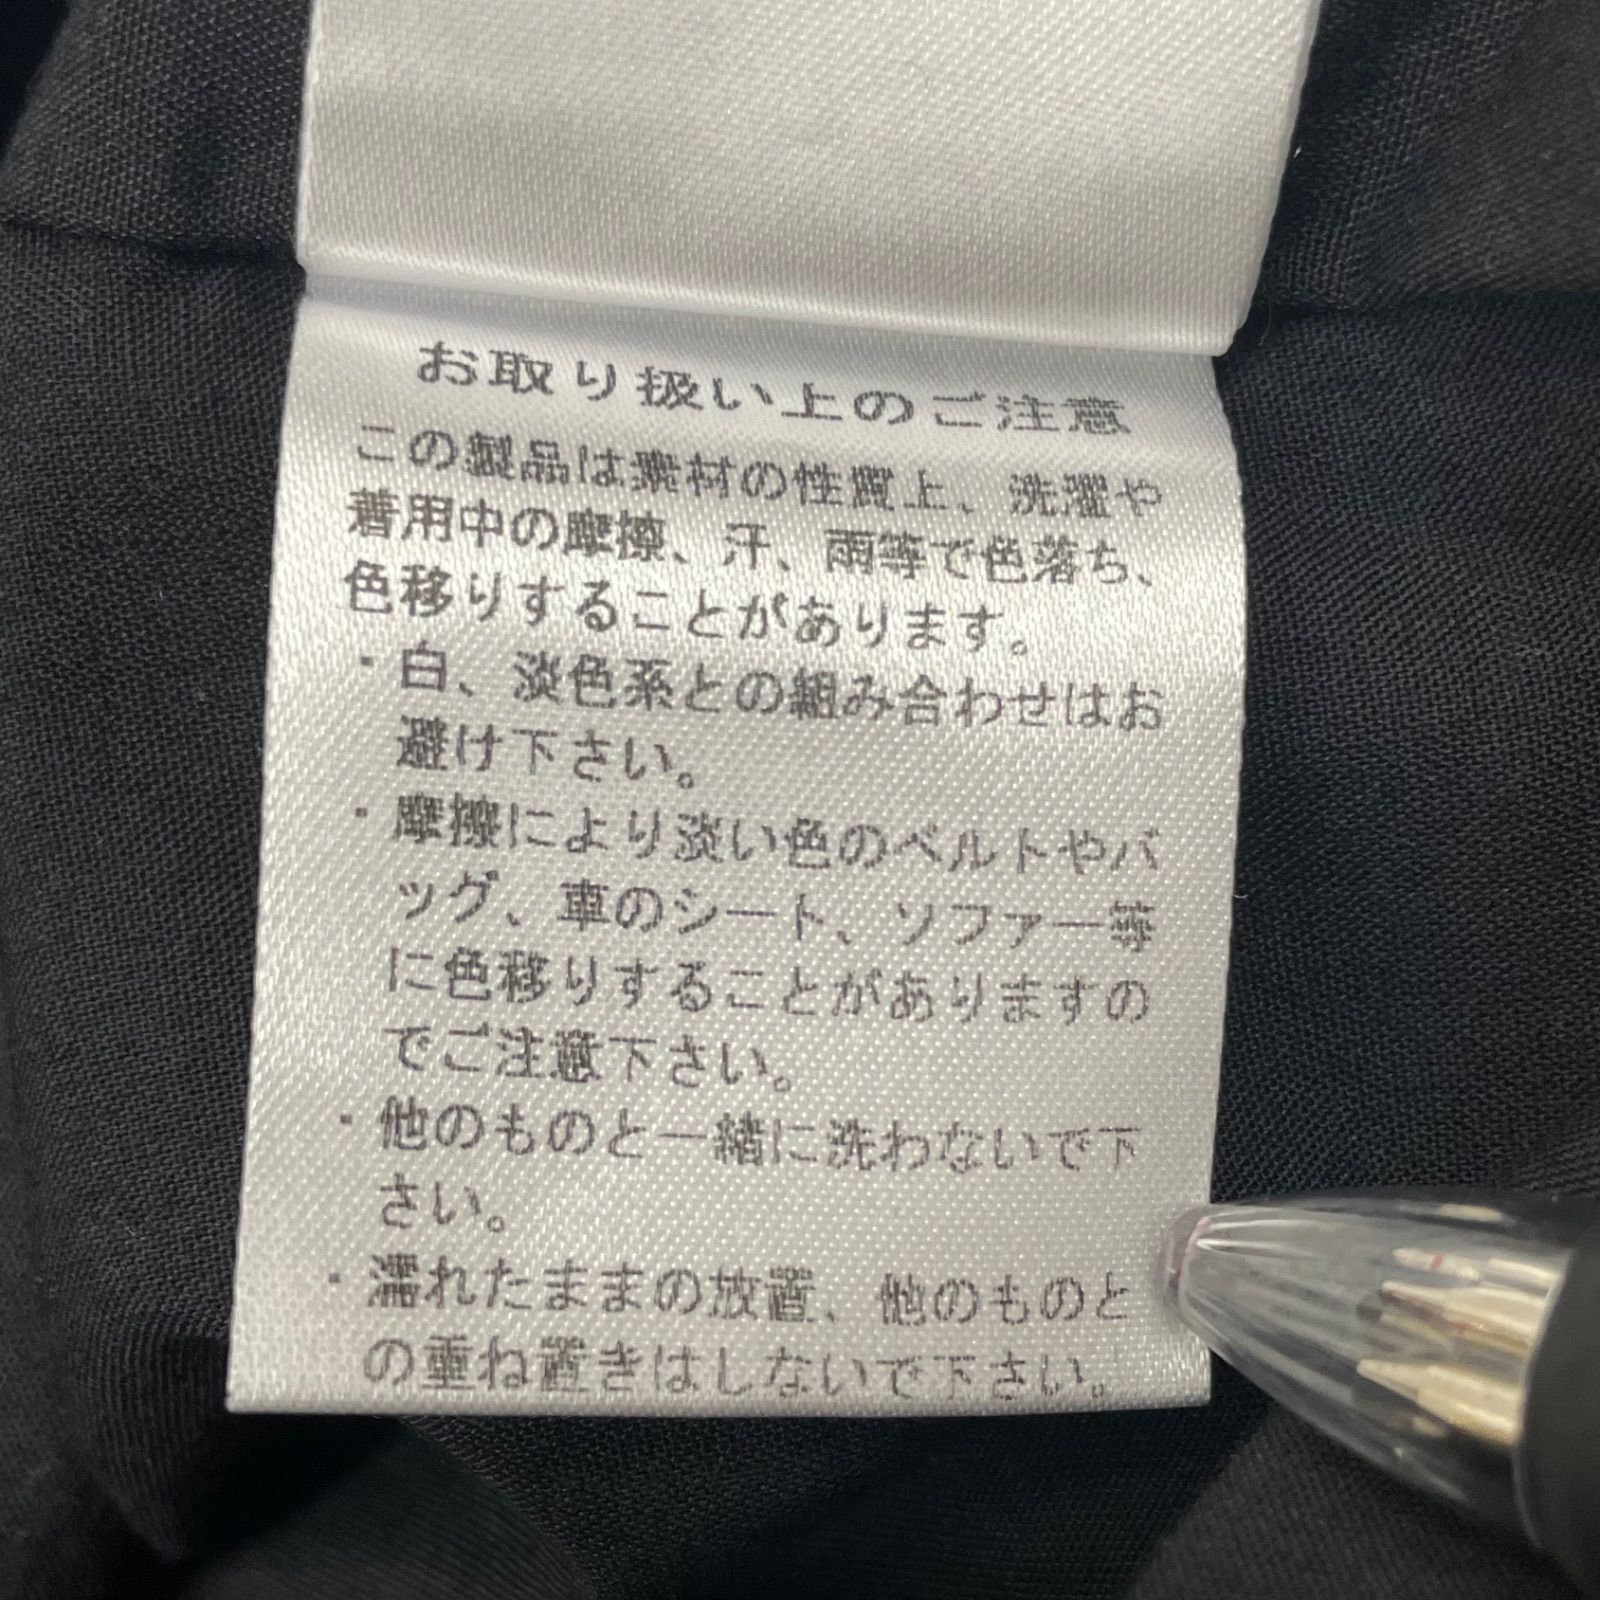 お取り扱い上のご注意
この製品は素材の性質上、洗濯や
着用中の摩擦、汗、雨等で色落ち、
色移りすることがあります。
・白、淡色系との組み合わせはお
避け下さい。
・摩擦により淡い色のベルトやバ
ッグ、車のシート、ソファー等
に色移りすることがありますの
でご注意下さい。
・他のものと一緒に洗わないで下
さい。
・濡れたままの放置、他のものと
の重ね置きはしないで下さい。